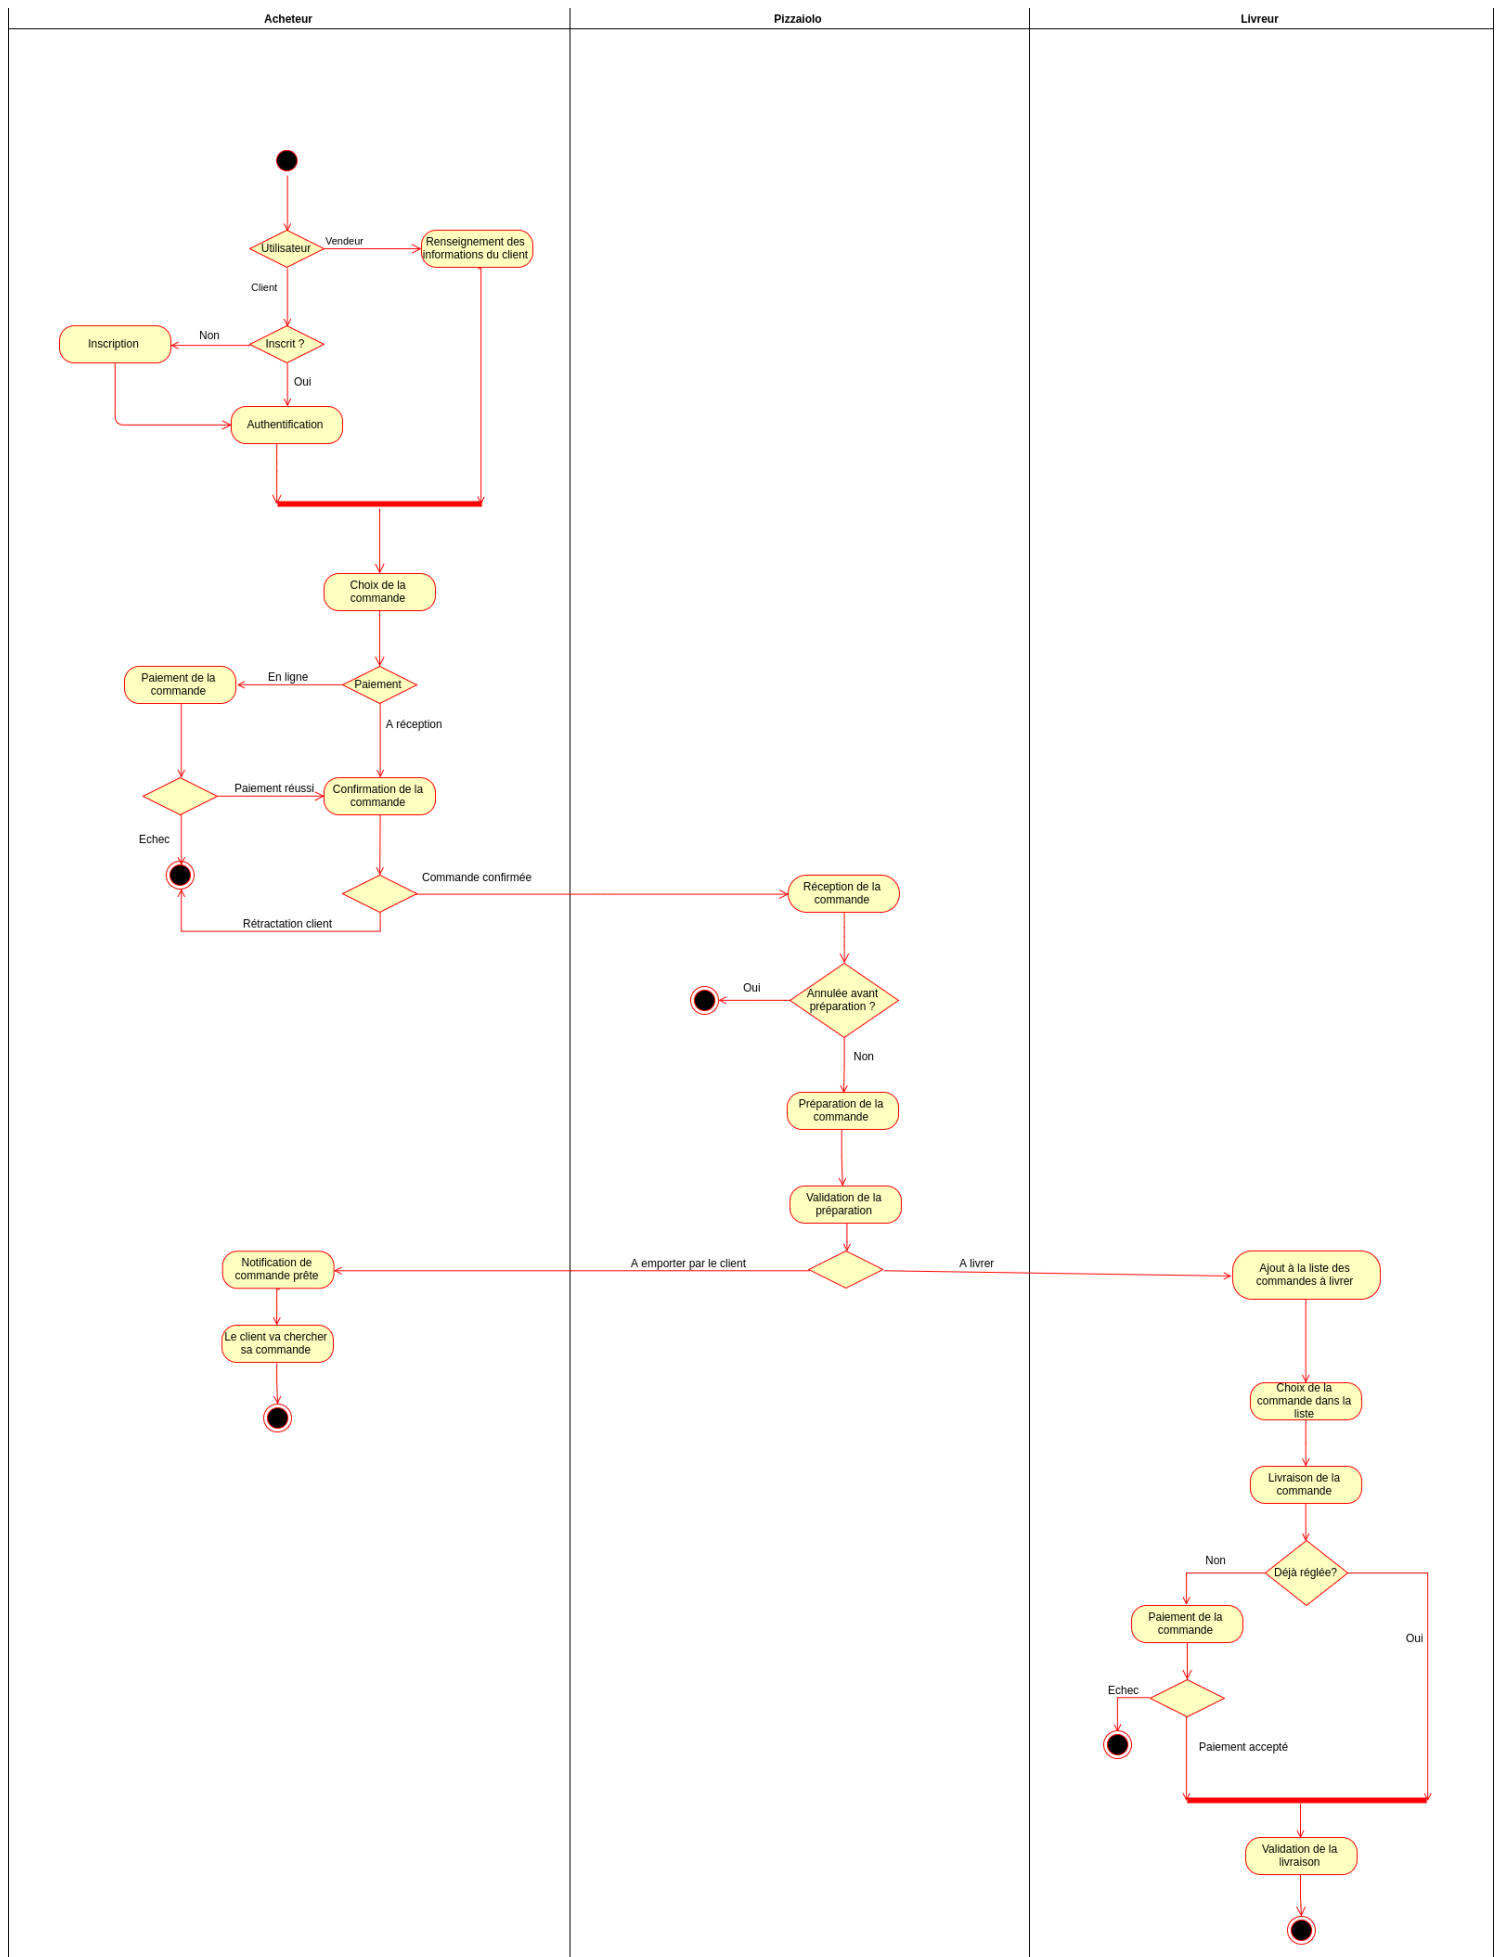 Acheteur
Pizzaiolo
Livreur
Utilisateur
Vendeur
Renseignement des
informations du client
Client
Inscription
Non
Inscrit ?
Oui
Authentification
Choix de la
commande
Paiement de la
commande
En ligne
Paiement
A réception
Paiement réussi
Confirmation de la
commande
Echec
Commande confirmée
Réception de la
commande
Rétractation client
Oui
Annulée avant
préparation ?
Non
Préparation de la
commande
Validation de la
préparation
Notification de
commande prête
A emporter par le client
A livrer
Ajout à la liste des
commandes à livrer
Le client va chercher
sa commande
Choix de la
commande dans la
liste
Livraison de la
commande
Non
Déjà réglée?
Paiement de la
commande
Oui
Echec
Paiement accepté
Validation de la
livraison